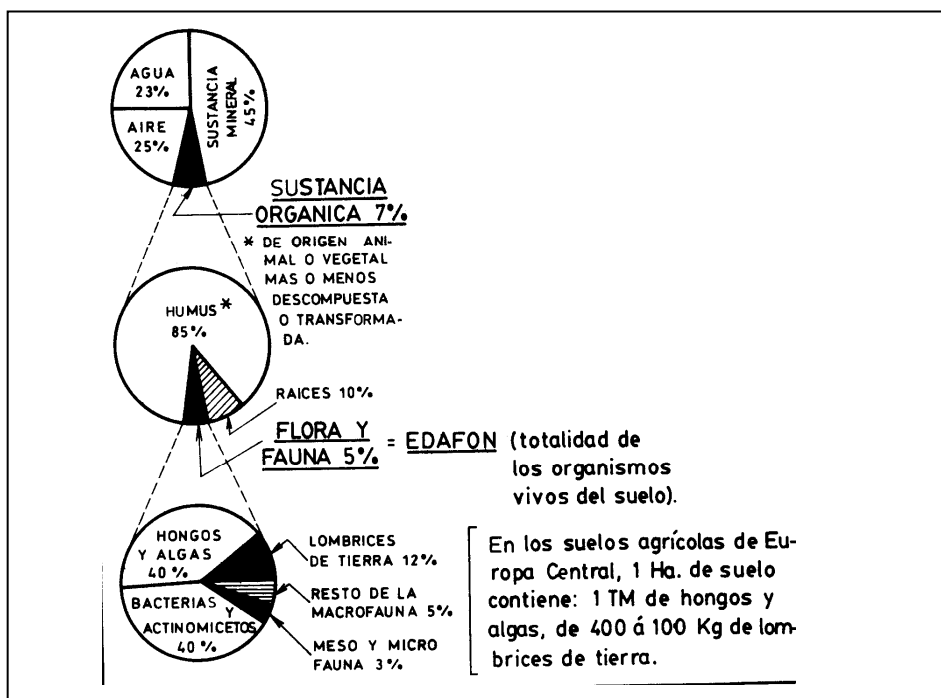 AGUA
23%
AIRE
25%
SUSTANCIA
MINERAL
45%
SUSTANCIA
ORGANICA 7%
* DE ORIGEN ANI-
MAL O VEGETAL
MAS O MENOS
DESCOMPUESTA
O TRANSFORMA-
DA.
HUMUS *
85%
RAICES 10%
FLORA Y
FAUNA 5%
= EDAFON (totalidad de
los organismos
vivos del suelo).
HONGOS
Y ALGAS
40%
BACTERIAS Y
ACTINOMICETOS
40%
LOMBRICES
DE TIERRA 12%
RESTO DE LA
MACROFAUNA 5%
MESO Y MICRO
FAUNA 3%
En los suelos agrícolas de Eu-
ropa Central, 1 Ha. de suelo
contiene: 1 TM de hongos y
algas, de 400 á 100 Kg de lom-
brices de tierra.